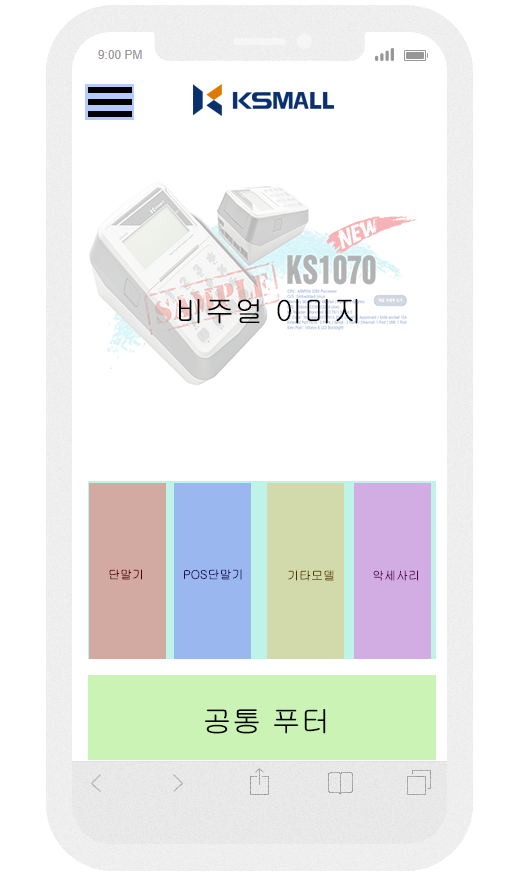 9:00 PM
KSMALL
NEW
KS1070
SAMPLE
비주얼 이미지
단말기
POS단말기
기타모델
악세사리
공통 푸터